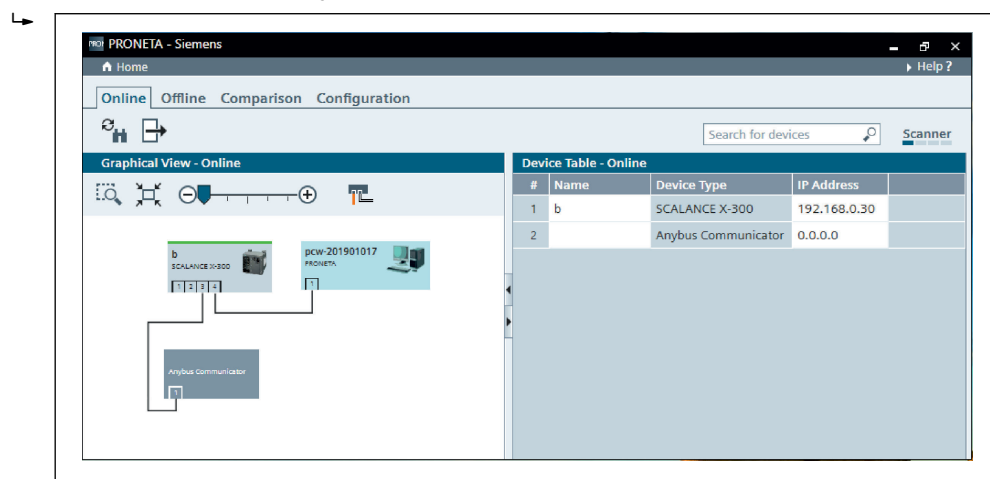 PRONETA - Siemens
Home
Help ?
Online Offline Comparison Configuration
Search for devices
Scanner
Graphical View - Online
Device Table - Online
# Name Device Type IP Address
1 b SCALANCE X-300 192.168.0.30
2 Anybus Communicator 0.0.0.0
b
SCALANCE X-300
1 2 3 4
pcw-201901017
PRONETA
1
Anybus Communicator
1